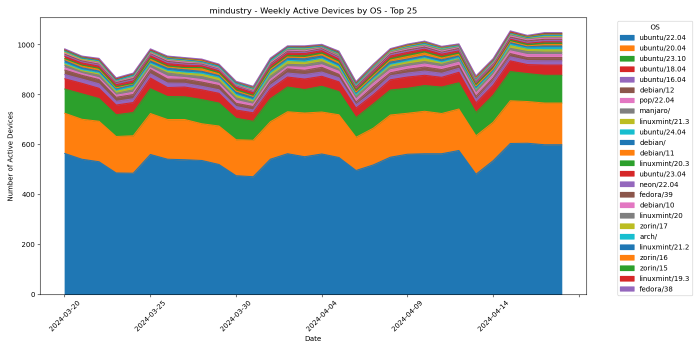 mindustry - Weekly Active Devices by OS - Top 25
Number of Active Devices
1000
800
600
400
200
0
2024-03-20
2024-03-25
2024-03-30
2024-04-04
2024-04-09
2024-04-14
Date
OS
ubuntu/22.04
ubuntu/20.04
ubuntu/23.10
ubuntu/18.04
ubuntu/16.04
debian/12
pop/22.04
manjaro/
linuxmint/21.3
ubuntu/24.04
debian/
debian/11
linuxmint/20.3
ubuntu/23.04
neon/22.04
fedora/39
debian/10
linuxmint/20
zorin/17
arch/
linuxmint/21.2
zorin/16
zorin/15
linuxmint/19.3
fedora/38